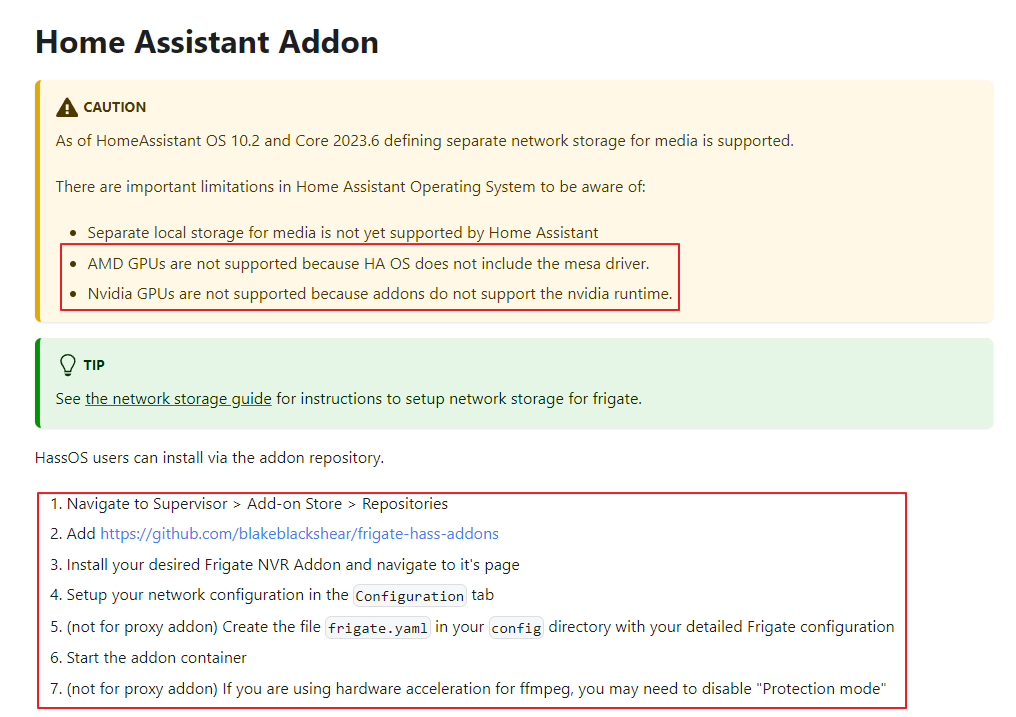 Home Assistant Addon
CAUTION
As of HomeAssistant OS 10.2 and Core 2023.6 defining separate network storage for media is supported.
There are important limitations in Home Assistant Operating System to be aware of:
• Separate local storage for media is not yet supported by Home Assistant
• AMD GPUs are not supported because HA OS does not include the mesa driver.
• Nvidia GPUs are not supported because addons do not support the nvidia runtime.
TIP
See the network storage guide for instructions to setup network storage for frigate.
HassOS users can install via the addon repository.
1. Navigate to Supervisor > Add-on Store > Repositories
2. Add https://github.com/blakeblackshear/frigate-hass-addons
3. Install your desired Frigate NVR Addon and navigate to it's page
4. Setup your network configuration in the Configuration tab
5. (not for proxy addon) Create the file frigate.yaml in your config directory with your detailed Frigate configuration
6. Start the addon container
7. (not for proxy addon) If you are using hardware acceleration for ffmpeg, you may need to disable "Protection mode"